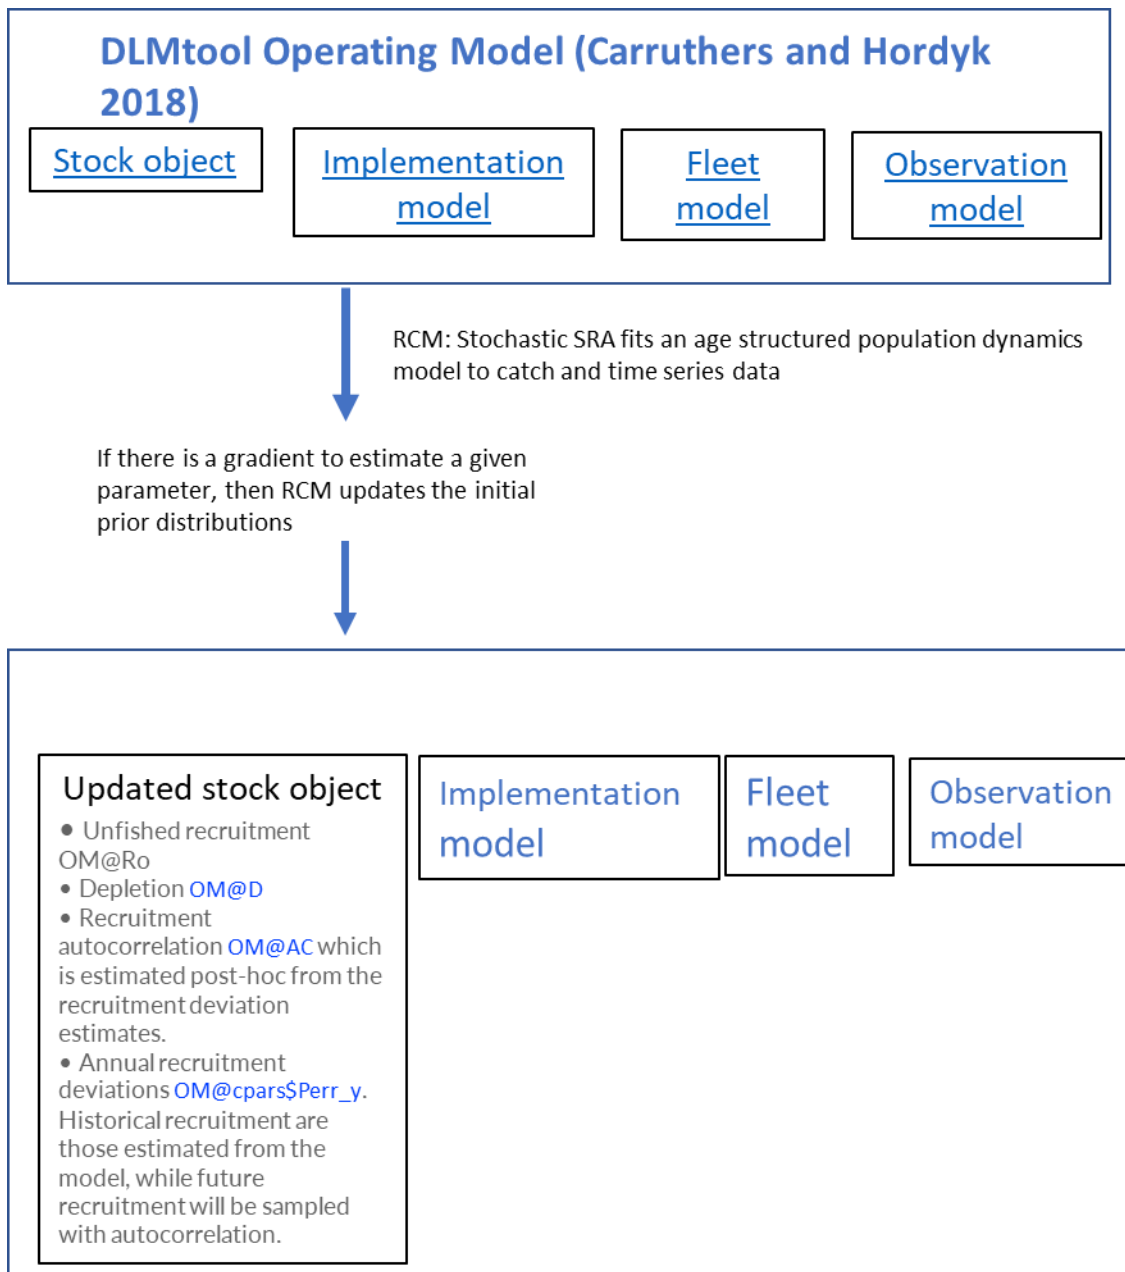 DLMtool Operating Model (Carruthers and Hordyk
2018)
Stock object
Implementation
model
Fleet
model
Observation
model
RCM: Stochastic SRA fits an age structured population dynamics
model to catch and time series data
If there is a gradient to estimate a given
parameter, then RCM updates the initial
prior distributions
Updated stock object
• Unfished recruitment
OM@Ro
• Depletion OM@D
• Recruitment
autocorrelation OM@AC which
is estimated post-hoc from the
recruitment deviation
estimates.
• Annual recruitment
deviations OM@cpars$Perr_y.
Historical recruitment are
those estimated from the
model, while future
recruitment will be sampled
with autocorrelation.
Implementation
model
Fleet
model
Observation
model